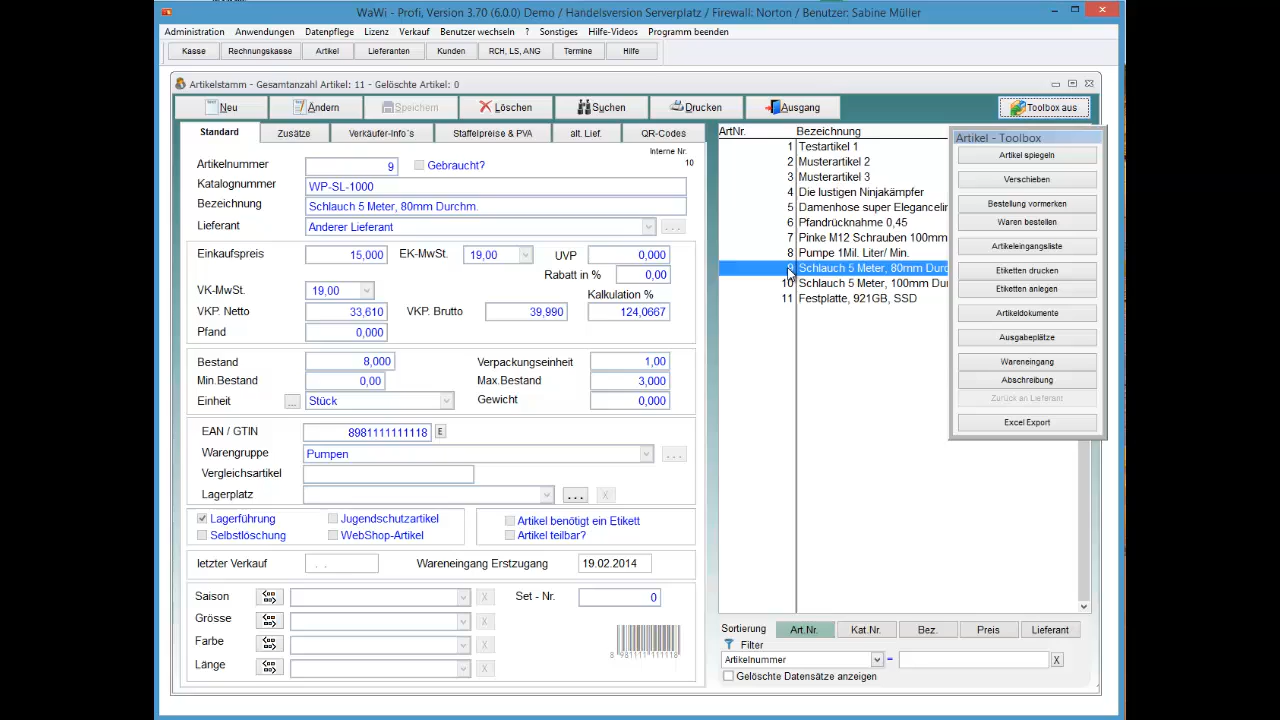 WaWi - Profi, Version 3.70 (6.0.0) Demo / Handelsversion Serverplatz / Firewall: Norton / Benutzer: Sabine Müller
Administration Anwendungen Datenpflege Lizenz Verkauf Benutzer wechseln ? Sonstiges Hilfe-Videos Programm beenden
Kasse Rechnungskasse Artikel Lieferanten Kunden RCH, LS, ANG Termine Hilfe
Artikelstamm - Gesamtanzahl Artikel: 11 - Gelöschte Artikel: 0
Neu Ändern Speichern Löschen Suchen Drucken Ausgang Toolbox aus
Standard Zusätze Verkäufer-Info's Staffelpreise & PVA alt. Lief. QR-Codes
Interne Nr.
10
Artikelnummer 9 Gebraucht?
Katalognummer WP-SL-1000
Bezeichnung Schlauch 5 Meter, 80mm Durchm.
Lieferant Anderer Lieferant ...
Einkaufspreis 15,000 EK-MwSt. 19,00 UVP 0,000
Rabatt in % 0,00
VK-MwSt. 19,00 Kalkulation %
VKP. Netto 33,610 VKP. Brutto 39,990 124,0667
Pfand 0,000
Bestand 8,000 Verpackungseinheit 1,00
Min.Bestand 0,00 Max.Bestand 3,000
Einheit ... Stück Gewicht 0,000
EAN / GTIN 8981111111118 E
Warengruppe Pumpen ...
Vergleichsartikel
Lagerplatz ... X
Lagerführung Jugendschutzartikel Artikel benötigt ein Etikett
Selbstlöschung WebShop-Artikel Artikel teilbar?
letzter Verkauf . . Wareneingang Erstzugang 19.02.2014
Saison X Set - Nr. 0
Grösse X
Farbe X
Länge X
8 981111 111118
ArtNr. Bezeichnung
1 Testartikel 1
2 Musterartikel 2
3 Musterartikel 3
4 Die lustigen Ninjakämpfer
5 Damenhose super Elegancelin
6 Pfandrücknahme 0,45
7 Pinke M12 Schrauben 100mm
8 Pumpe 1Mil. Liter/ Min.
9 Schlauch 5 Meter, 80mm Durc
10 Schlauch 5 Meter, 100mm Du
11 Festplatte, 921GB, SSD
Artikel - Toolbox
Artikel spiegeln
Verschieben
Bestellung vormerken
Waren bestellen
Artikeleingangsliste
Etiketten drucken
Etiketten anlegen
Artikeldokumente
Ausgabeplätze
Wareneingang
Abschreibung
Zurück an Lieferant
Excel Export
Sortierung Art.Nr. Kat.Nr. Bez. Preis Lieferant
Filter
Artikelnummer = X
Gelöschte Datensätze anzeigen